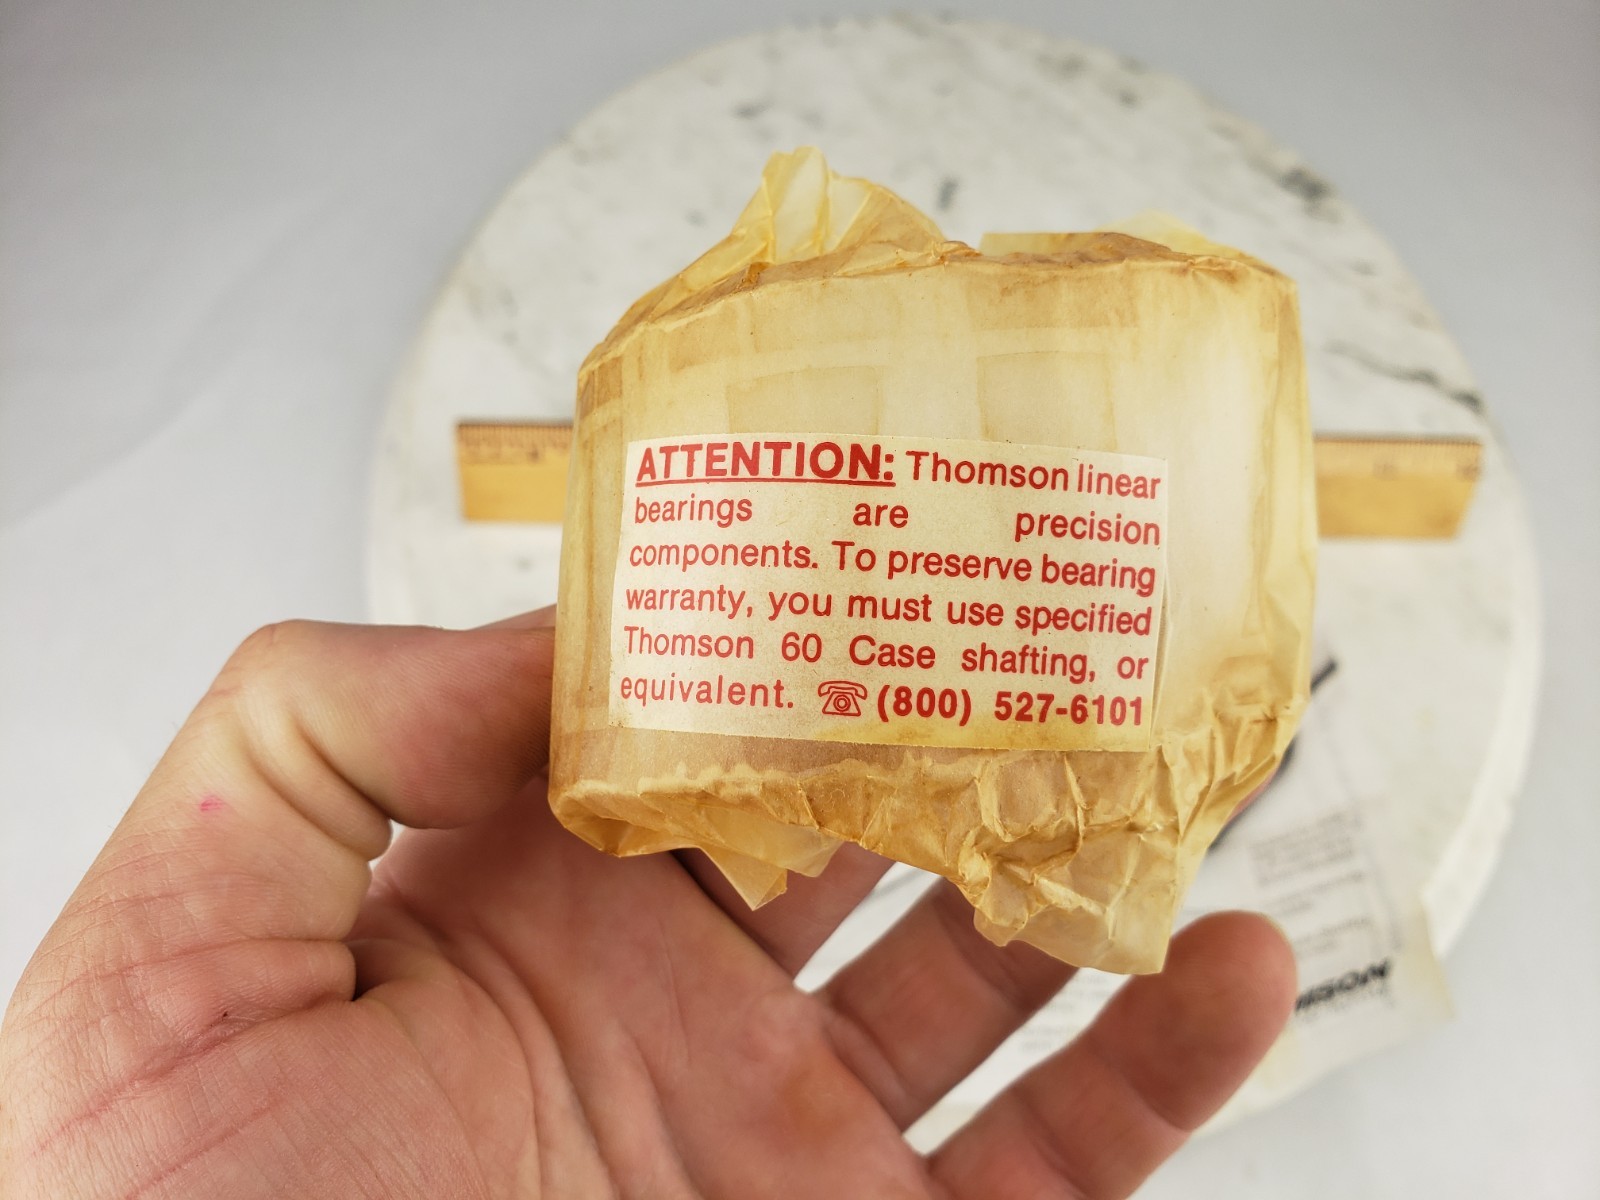 ATTENTION: Thomson linear
bearings are precision
components. To preserve bearing
warranty, you must use specified
Thomson 60 Case shafting, or
equivalent. ☏ (800) 527-6101